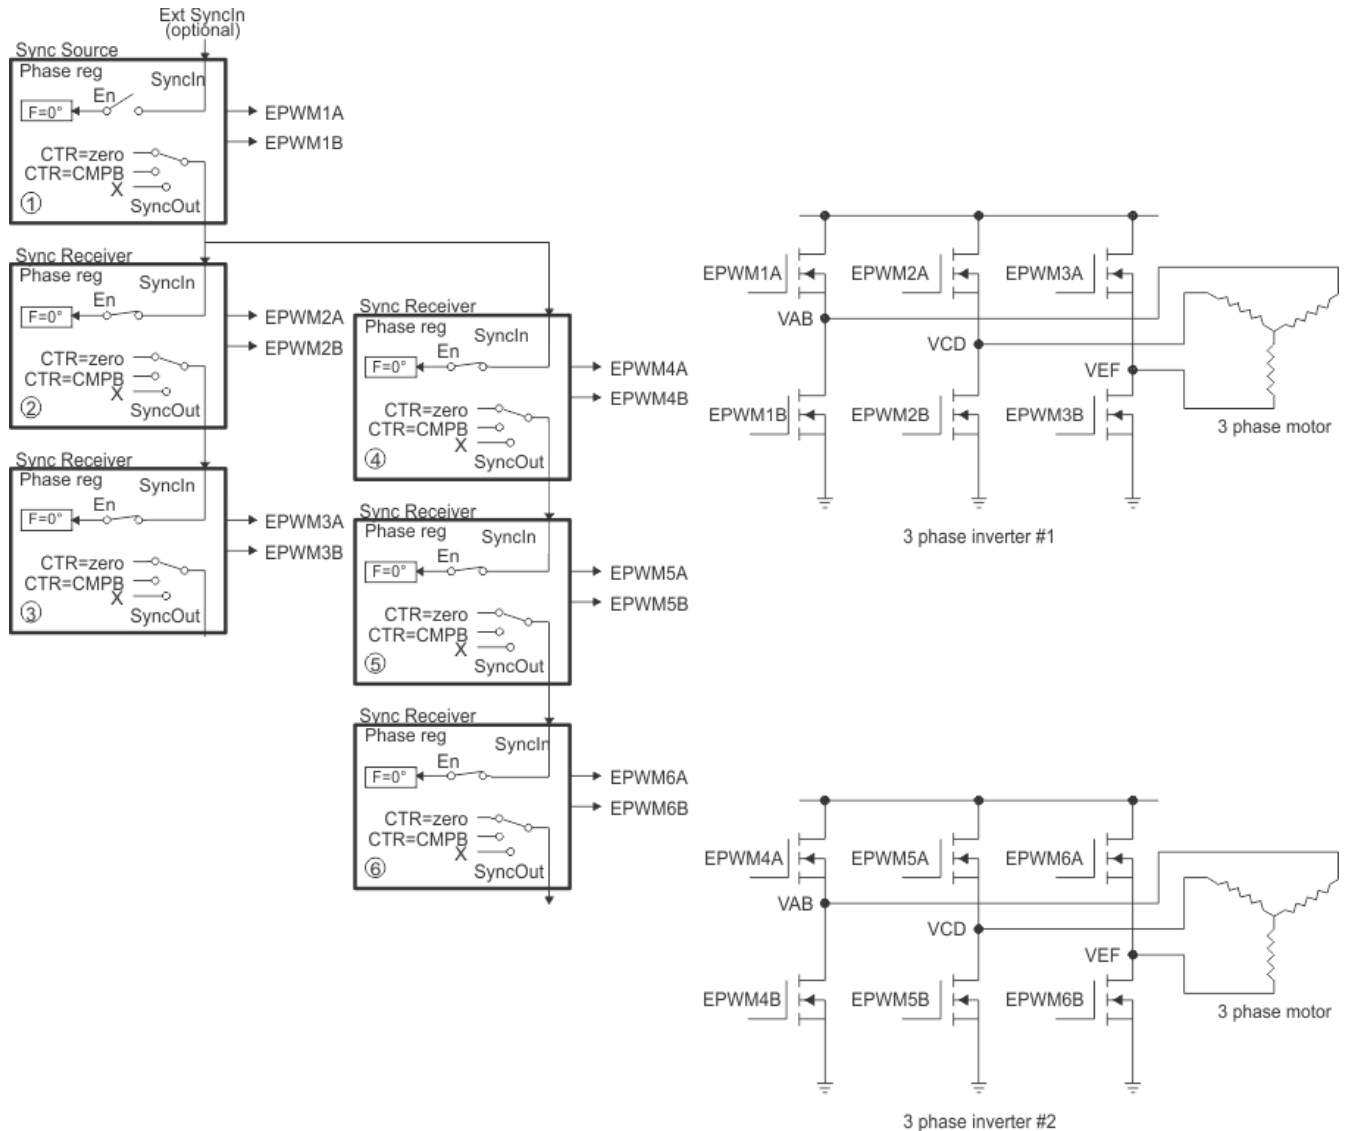 Ext SyncIn
(optional)
Sync Source
Phase reg
SyncIn
En
F=0°
EPWM1A
EPWM1B
CTR=zero
CTR=CMPB
X
1
SyncOut
Sync Receiver
Phase reg
SyncIn
En
F=0°
EPWM2A
EPWM2B
CTR=zero
CTR=CMPB
X
2
SyncOut
Sync Receiver
Phase reg
SyncIn
En
F=0°
EPWM3A
EPWM3B
CTR=zero
CTR=CMPB
X
3
SyncOut
Sync Receiver
Phase reg
SyncIn
En
F=0°
EPWM4A
EPWM4B
CTR=zero
CTR=CMPB
X
4
SyncOut
Sync Receiver
Phase reg
SyncIn
En
F=0°
EPWM5A
EPWM5B
CTR=zero
CTR=CMPB
X
5
SyncOut
Sync Receiver
Phase reg
SyncIn
En
F=0°
EPWM6A
EPWM6B
CTR=zero
CTR=CMPB
X
6
SyncOut
EPWM1A
EPWM2A
EPWM3A
VAB
VCD
VEF
EPWM1B
EPWM2B
EPWM3B
3 phase motor
3 phase inverter #1
EPWM4A
EPWM5A
EPWM6A
VAB
VCD
VEF
EPWM4B
EPWM5B
EPWM6B
3 phase motor
3 phase inverter #2